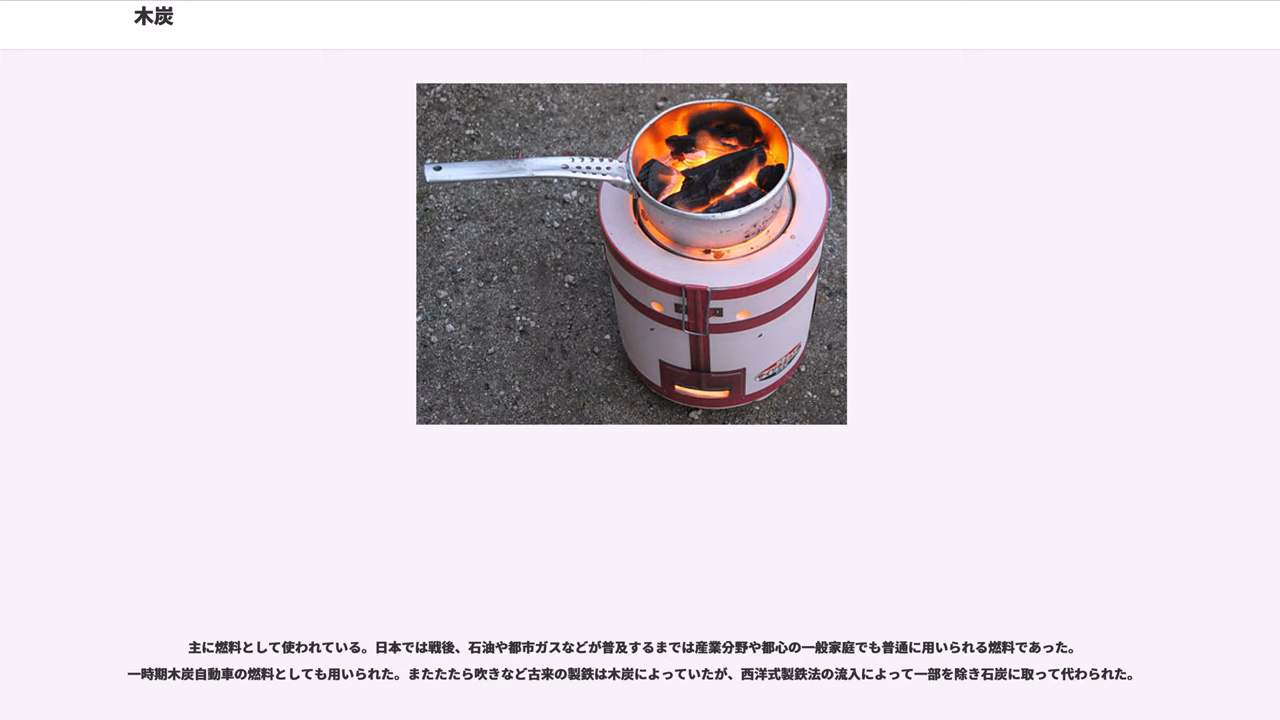 木炭
主に燃料として使われている。日本では戦後、石油や都市ガスなどが普及するまでは産業分野や都心の一般家庭でも普通に用いられる燃料であった。
一時期木炭自動車の燃料としても用いられた。またたたら吹きなど古来の製鉄は木炭によっていたが、西洋式製鉄法の流入によって一部を除き石炭に取って代わられた。